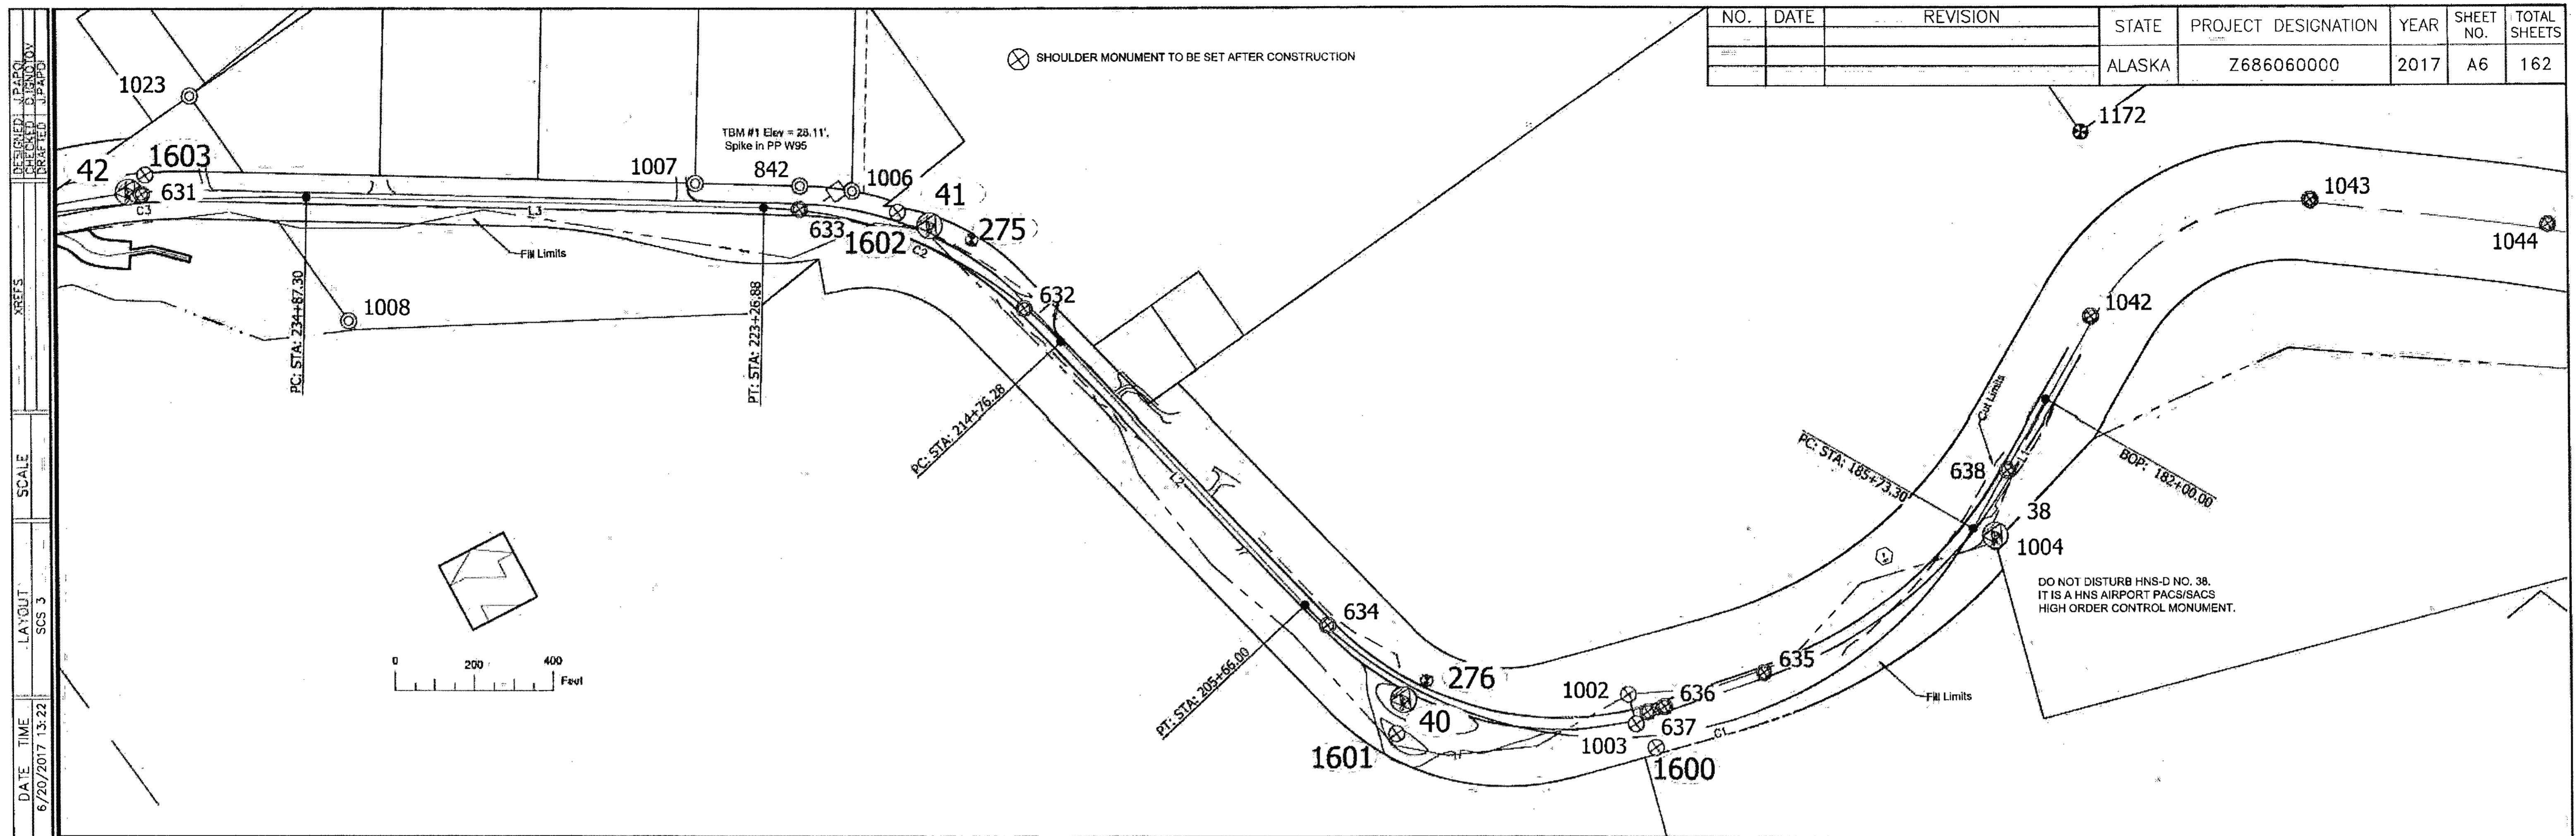 NO. DATE REVISION
STATE PROJECT DESIGNATION YEAR SHEET NO. TOTAL SHEETS
ALASKA Z686060000 2017 A6 162
SHOULDER MONUMENT TO BE SET AFTER CONSTRUCTION
DESIGNED J.PAPDI
CHECKED
DRAFTED J.PAPDI
XREFS
SCALE
LAYOUT
SCS 3
DATE TIME
6/20/2017 13:22
1023
42
1603
631
C3
L3
Fill Limits
1008
PC: STA: 234+87.30
TBM #1 Elev = 28.11',
Spike in PP W95
1007
842
1006
41
275
633
1602
C2
PT: STA: 223+26.88
632
PC: STA: 214+76.28
L2
0 200 400
Feet
634
PT: STA: 205+66.00
276
40
1601
1002
1003
636
637
635
1600
C1
Fill Limits
PC: STA: 185+73.30
638
Cut Limits
L1
BOP: 182+00.00
38
1004
DO NOT DISTURB HNS-D NO. 38.
IT IS A HNS AIRPORT PACS/SACS
HIGH ORDER CONTROL MONUMENT.
1172
1043
1044
1042